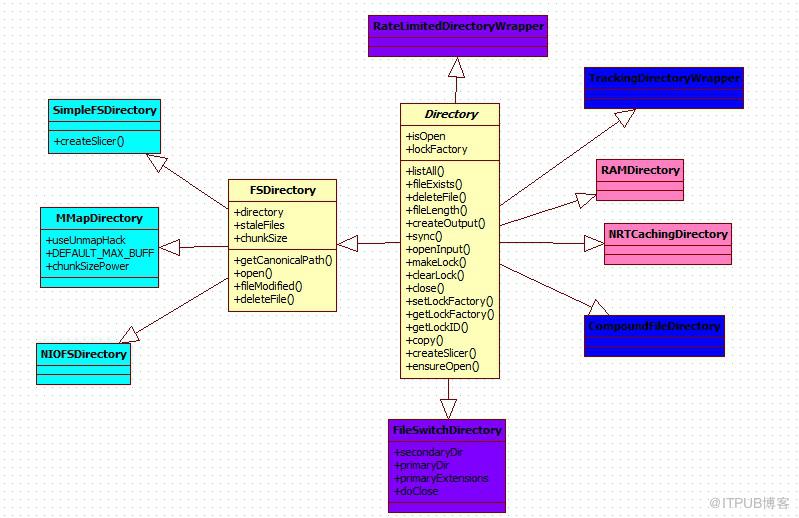 RateLimitedDirectoryWrapper
TrackingDirectoryWrapper
SimpleFSDirectory
+createSlicer()
Directory
+isOpen
+lockFactory
+listAll()
+fileExists()
+deleteFile()
+fileLength()
+createOutput()
+sync()
+openInput()
+makeLock()
+clearLock()
+close()
+setLockFactory()
+getLockFactory()
+getLockID()
+copy()
+createSlicer()
+ensureOpen()
RAMDirectory
FSDirectory
+directory
+staleFiles
+chunkSize
+getCanonicalPath()
+open()
+fileModified()
+deleteFile()
MMapDirectory
+useUnmapHack
+DEFAULT_MAX_BUFF
+chunkSizePower
NRTCachingDirectory
NIOFSDirectory
CompoundFileDirectory
FileSwitchDirectory
+secondaryDir
+primaryDir
+primaryExtensions
+doClose
@ITPUB博客